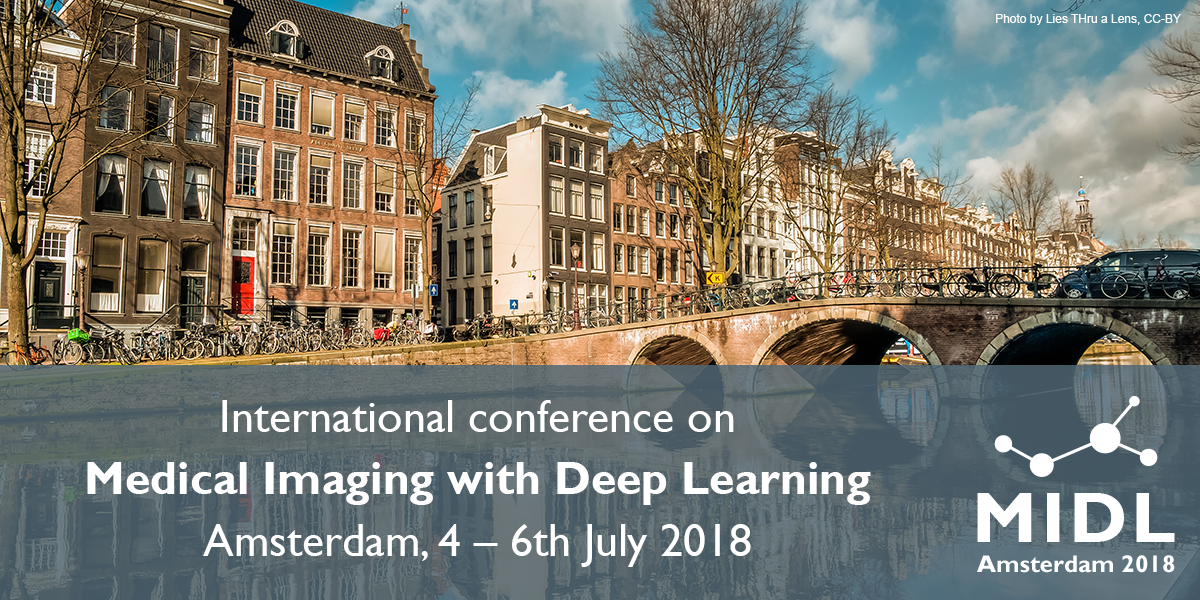 Photo by Lies THru a Lens, CC-BY
International conference on
Medical Imaging with Deep Learning
Amsterdam, 4 – 6th July 2018
MIDL
Amsterdam 2018